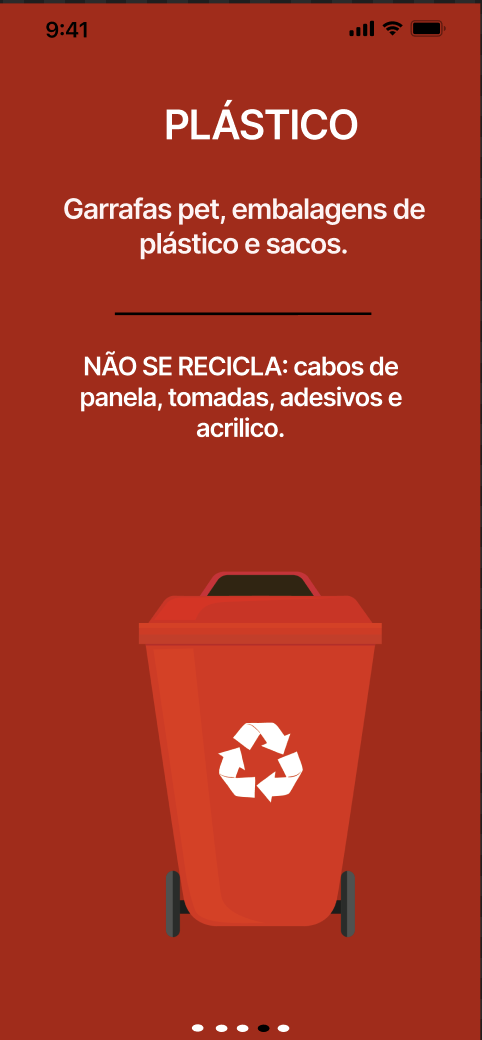 9:41
PLÁSTICO
Garrafas pet, embalagens de
plástico e sacos.
NÃO SE RECICLA: cabos de
panela, tomadas, adesivos e
acrilico.